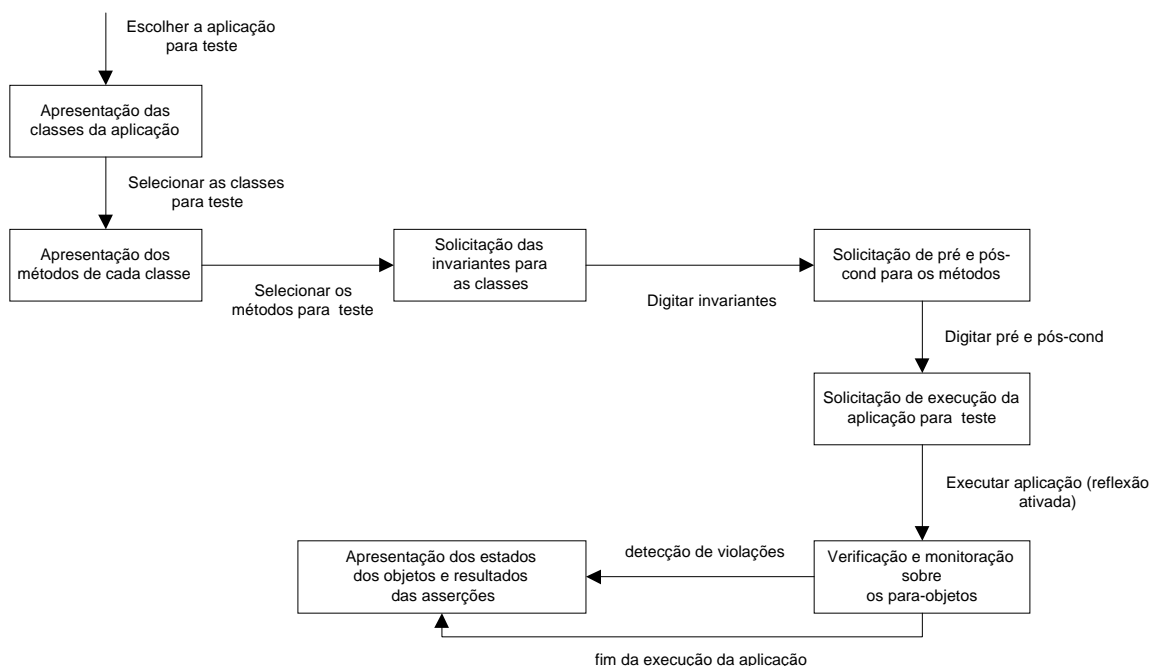 Escolher a aplicação
para teste
Apresentação das
classes da aplicação
Selecionar as classes
para teste
Apresentação dos
métodos de cada classe
Selecionar os
métodos para teste
Solicitação das
invariantes para
as classes
Digitar invariantes
Solicitação de pré e pós-
cond para os métodos
Digitar pré e pós-cond
Solicitação de execução da
aplicação para teste
Executar aplicação (reflexão
ativada)
Verificação e monitoração
sobre
os para-objetos
detecção de violações
Apresentação dos estados
dos objetos e resultados
das asserções
fim da execução da aplicação